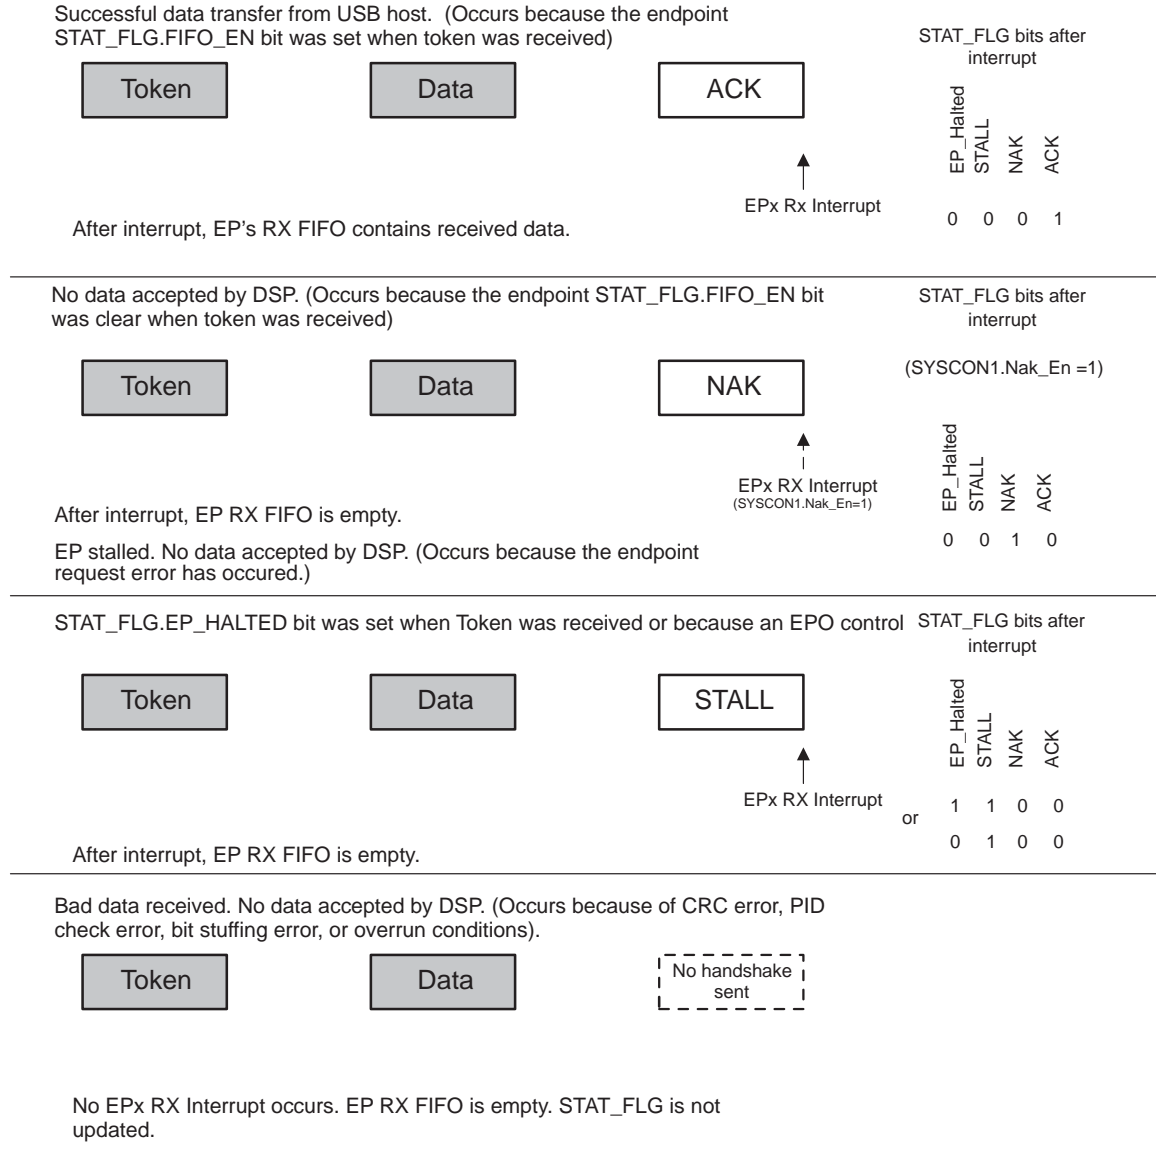 Successful data transfer from USB host.  (Occurs because the endpoint
STAT_FLG.FIFO_EN bit was set when token was received)
STAT_FLG bits after
interrupt
Token
Data
ACK
EP_Halted
STALL
NAK
ACK
EPx Rx Interrupt
0 0 0 1
After interrupt, EP's RX FIFO contains received data.
No data accepted by DSP. (Occurs because the endpoint STAT_FLG.FIFO_EN bit
was clear when token was received)
STAT_FLG bits after
interrupt
(SYSCON1.Nak_En =1)
Token
Data
NAK
EP_Halted
STALL
NAK
ACK
EPx RX Interrupt
(SYSCON1.Nak_En=1)
0 0 1 0
After interrupt, EP RX FIFO is empty.
EP stalled. No data accepted by DSP. (Occurs because the endpoint
request error has occured.)
STAT_FLG.EP_HALTED bit was set when Token was received or because an EPO control
STAT_FLG bits after
interrupt
Token
Data
STALL
EP_Halted
STALL
NAK
ACK
EPx RX Interrupt
1 1 0 0
or
0 1 0 0
After interrupt, EP RX FIFO is empty.
Bad data received. No data accepted by DSP. (Occurs because of CRC error, PID
check error, bit stuffing error, or overrun conditions).
Token
Data
No handshake
sent
No EPx RX Interrupt occurs. EP RX FIFO is empty. STAT_FLG is not
updated.